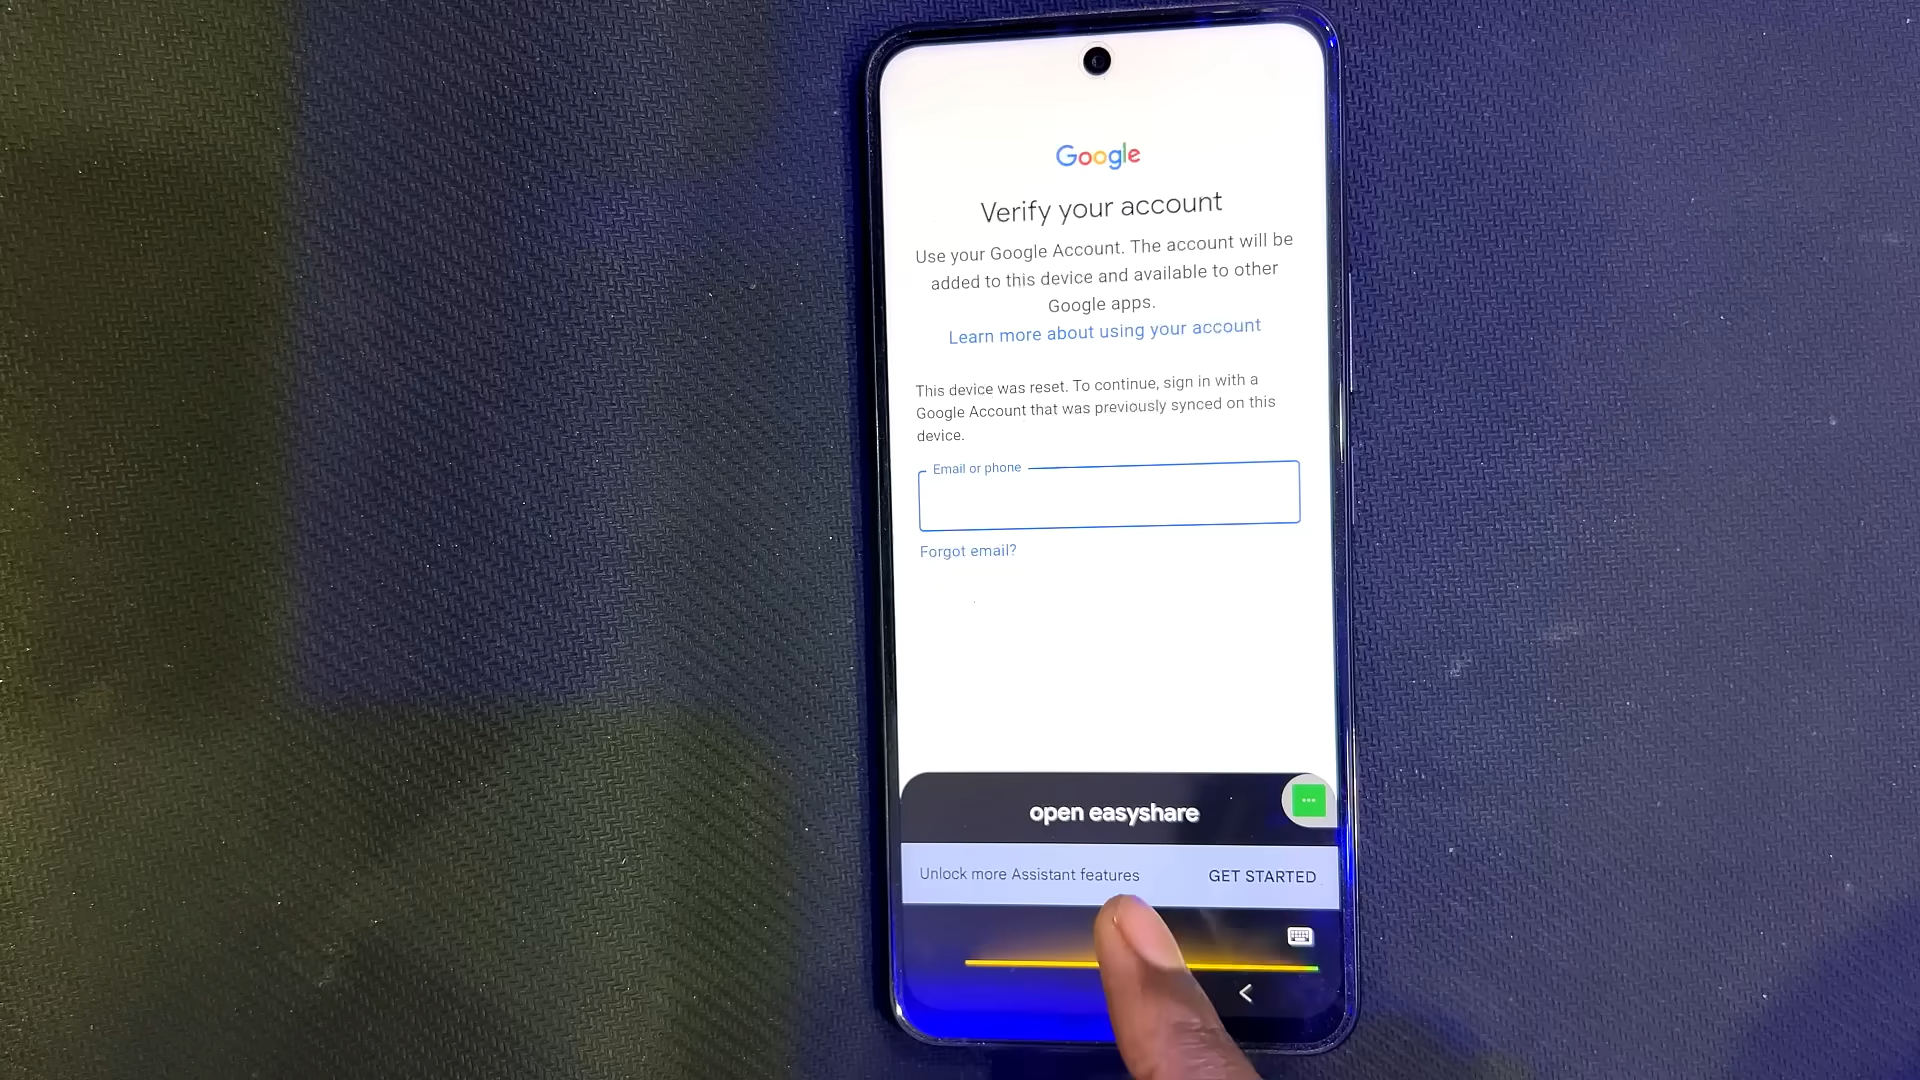 Google
Verify your account
Use your Google Account. The account will be
added to this device and available to other
Google apps.
Learn more about using your account
This device was reset. To continue, sign in with a
Google Account that was previously synced on this
device.
Email or phone
Forgot email?
open easyshare
Unlock more Assistant features GET STARTED